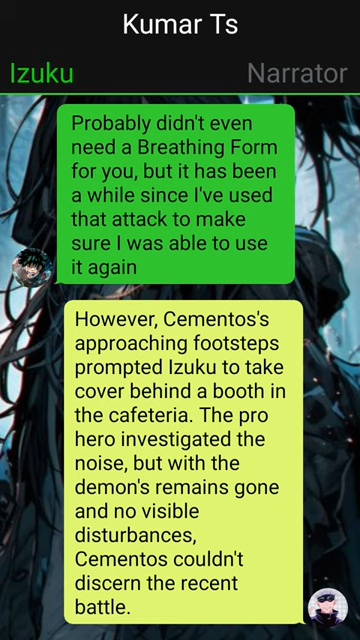 Kumar Ts
Izuku
Narrator
Probably didn't even
need a Breathing Form
for you, but it has been
a while since I've used
that attack to make
sure I was able to use
it again
However, Cementos's
approaching footsteps
prompted Izuku to take
cover behind a booth in
the cafeteria. The pro
hero investigated the
noise, but with the
demon's remains gone
and no visible
disturbances,
Cementos couldn't
discern the recent
battle.